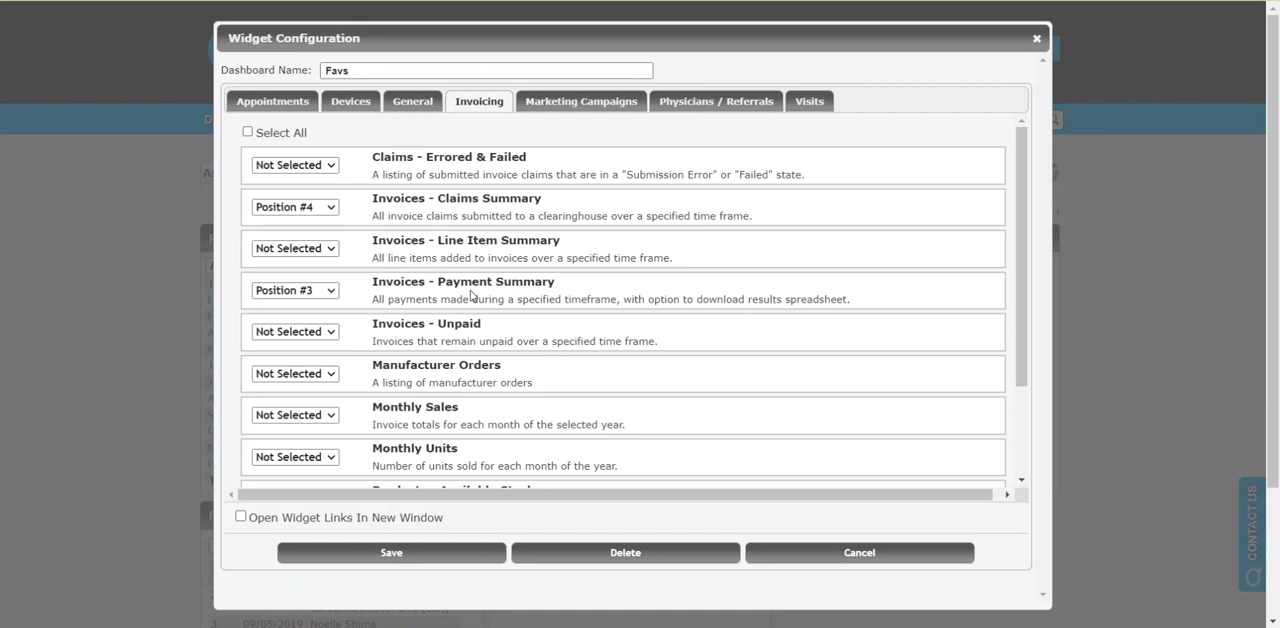 Widget Configuration
Dashboard Name: Favs
Appointments Devices General Invoicing Marketing Campaigns Physicians / Referrals Visits
Select All
Not Selected Claims - Errored & Failed
A listing of submitted invoice claims that are in a "Submission Error" or "Failed" state.
Position #4 Invoices - Claims Summary
All invoice claims submitted to a clearinghouse over a specified time frame.
Not Selected Invoices - Line Item Summary
All line items added to invoices over a specified time frame.
Position #3 Invoices - Payment Summary
All payments made during a specified timeframe, with option to download results spreadsheet.
Not Selected Invoices - Unpaid
Invoices that remain unpaid over a specified time frame.
Not Selected Manufacturer Orders
A listing of manufacturer orders
Not Selected Monthly Sales
Invoice totals for each month of the selected year.
Not Selected Monthly Units
Number of units sold for each month of the year.
Open Widget Links In New Window
Save Delete Cancel
CONTACT US
3. 09/05/2019 Noelle Shima